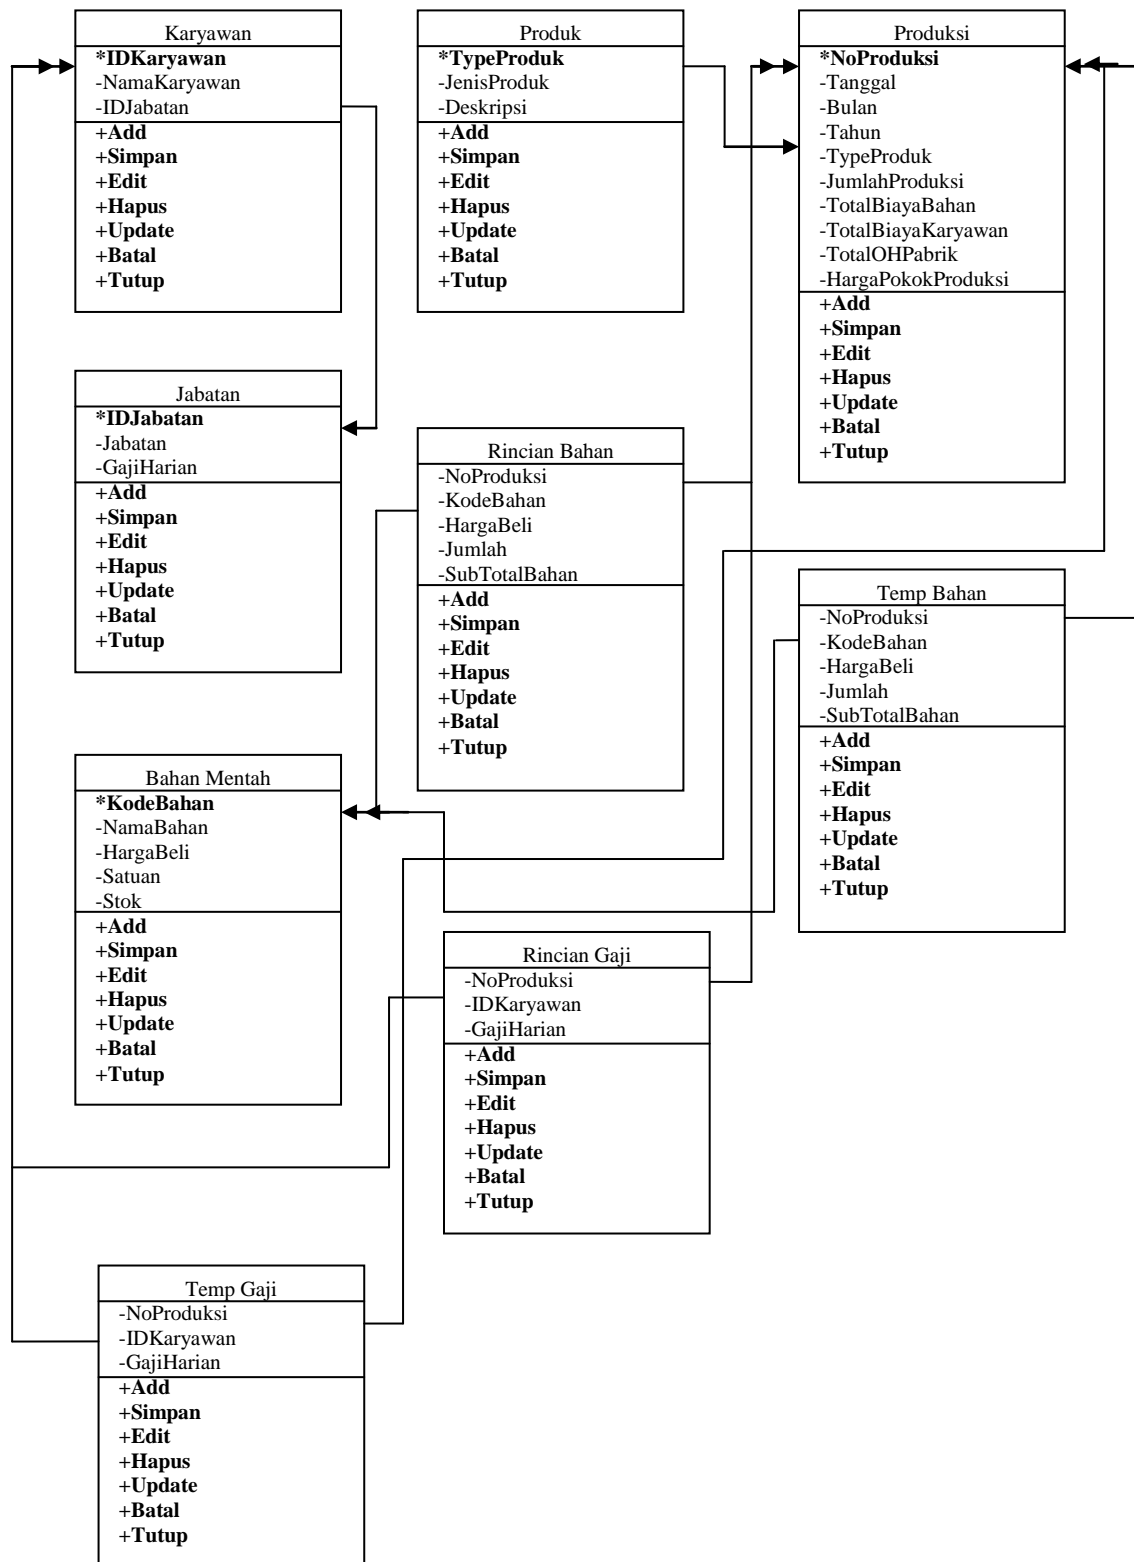 Karyawan
*IDKaryawan
-NamaKaryawan
-IDJabatan
+Add
+Simpan
+Edit
+Hapus
+Update
+Batal
+Tutup
Produk
*TypeProduk
-JenisProduk
-Deskripsi
+Add
+Simpan
+Edit
+Hapus
+Update
+Batal
+Tutup
Produksi
*NoProduksi
-Tanggal
-Bulan
-Tahun
-TypeProduk
-JumlahProduksi
-TotalBiayaBahan
-TotalBiayaKaryawan
-TotalOHPabrik
-HargaPokokProduksi
+Add
+Simpan
+Edit
+Hapus
+Update
+Batal
+Tutup
Jabatan
*IDJabatan
-Jabatan
-GajiHarian
+Add
+Simpan
+Edit
+Hapus
+Update
+Batal
+Tutup
Rincian Bahan
-NoProduksi
-KodeBahan
-HargaBeli
-Jumlah
-SubTotalBahan
+Add
+Simpan
+Edit
+Hapus
+Update
+Batal
+Tutup
Temp Bahan
-NoProduksi
-KodeBahan
-HargaBeli
-Jumlah
-SubTotalBahan
+Add
+Simpan
+Edit
+Hapus
+Update
+Batal
+Tutup
Bahan Mentah
*KodeBahan
-NamaBahan
-HargaBeli
-Satuan
-Stok
+Add
+Simpan
+Edit
+Hapus
+Update
+Batal
+Tutup
Rincian Gaji
-NoProduksi
-IDKaryawan
-GajiHarian
+Add
+Simpan
+Edit
+Hapus
+Update
+Batal
+Tutup
Temp Gaji
-NoProduksi
-IDKaryawan
-GajiHarian
+Add
+Simpan
+Edit
+Hapus
+Update
+Batal
+Tutup